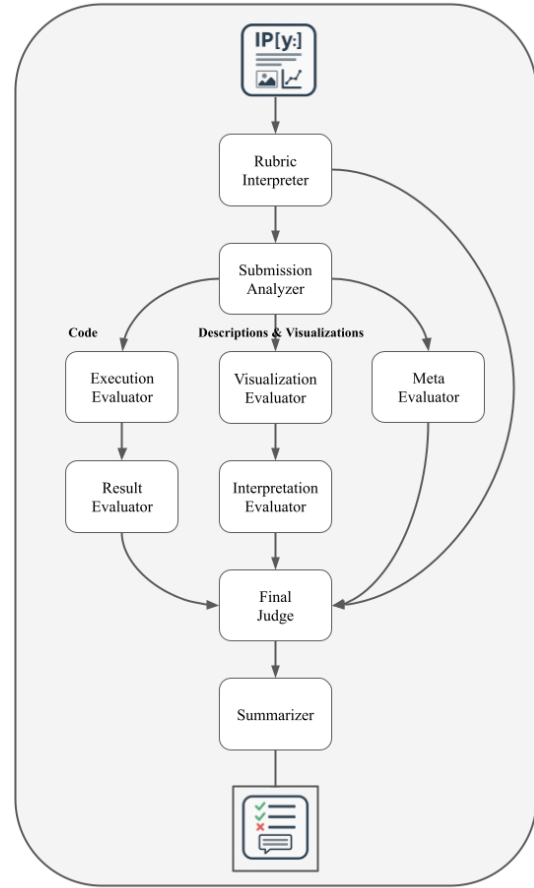 IP[y:]
Rubric
Interpreter
Submission
Analyzer
Code
Descriptions & Visualizations
Execution
Evaluator
Visualization
Evaluator
Meta
Evaluator
Result
Evaluator
Interpretation
Evaluator
Final
Judge
Summarizer